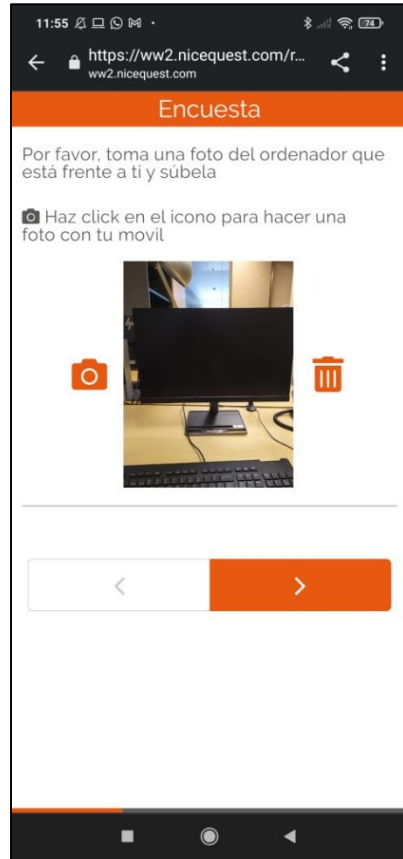 11:55
74
https://ww2.nicequest.com/r...
ww2.nicequest.com
Encuesta
Por favor, toma una foto del ordenador que
está frente a ti y súbela
Haz click en el icono para hacer una
foto con tu movil
hp